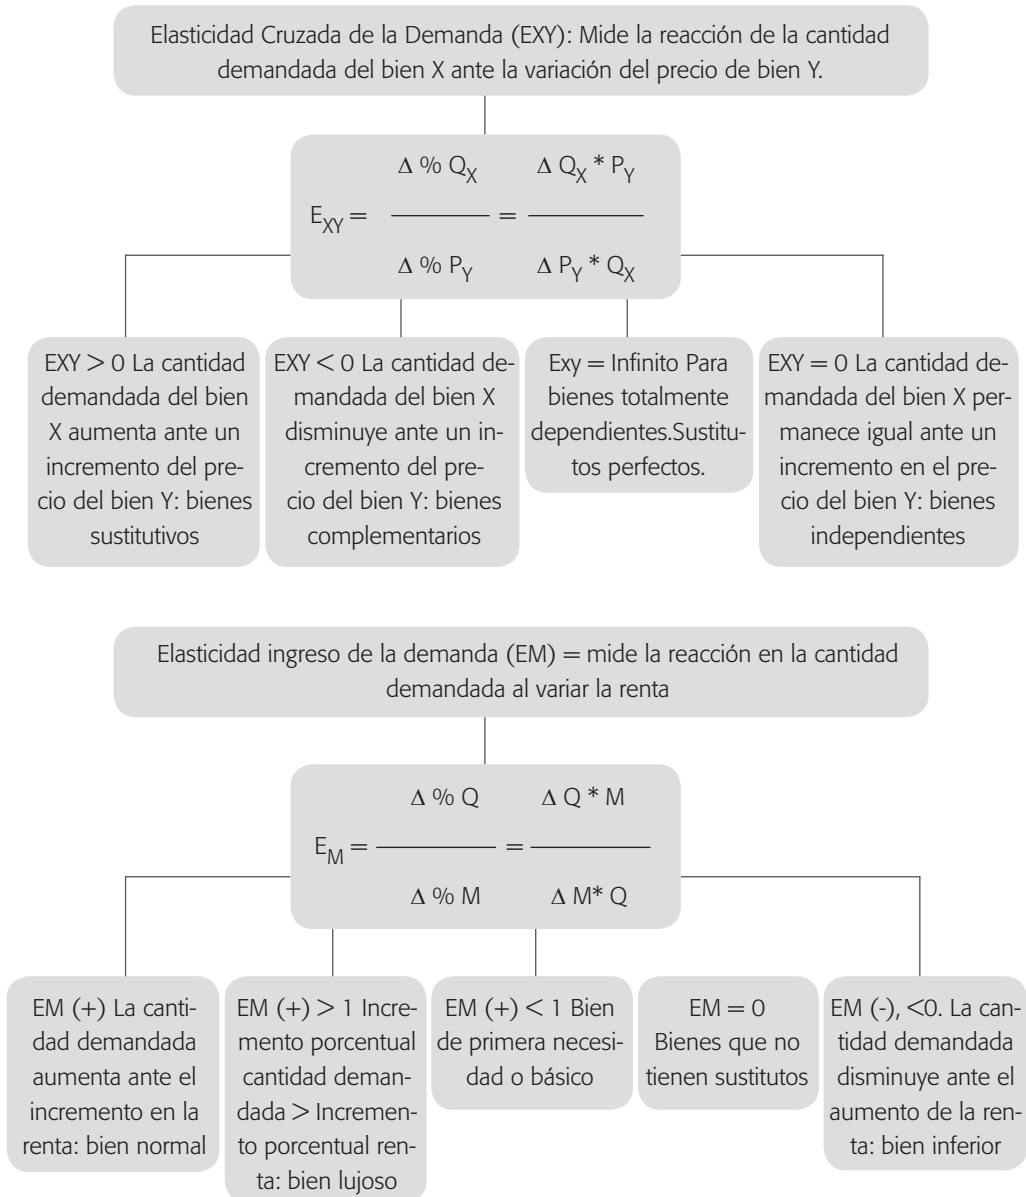 Elasticidad Cruzada de la Demanda (EXY): Mide la reacción de la cantidad
demandada del bien X ante la variación del precio de bien Y.
Δ % Q_X Δ Q_X * P_Y
E_XY = ——— = ———
Δ % P_Y Δ P_Y * Q_X
EXY > 0 La cantidad
demandada del bien
X aumenta ante un
incremento del pre-
cio del bien Y: bienes
sustitutivos
EXY < 0 La cantidad de-
mandada del bien X
disminuye ante un in-
cremento del pre-
cio del bien Y: bienes
complementarios
Exy = Infinito Para
bienes totalmente
dependientes.Sustitu-
tos perfectos.
EXY = 0 La cantidad de-
mandada del bien X per-
manece igual ante un
incremento en el pre-
cio del bien Y: bienes
independientes
Elasticidad ingreso de la demanda (EM) = mide la reacción en la cantidad
demandada al variar la renta
Δ % Q Δ Q * M
E_M = ——— = ———
Δ % M Δ M* Q
EM (+) La canti-
dad demandada
aumenta ante el
incremento en la
renta: bien normal
EM (+) > 1 Incre-
mento porcentual
cantidad deman-
dada > Incremen-
to porcentual ren-
ta: bien lujoso
EM (+) < 1 Bien
de primera necesi-
dad o básico
EM = 0
Bienes que no
tienen sustitutos
EM (-), <0. La can-
tidad demandada
disminuye ante el
aumento de la ren-
ta: bien inferior